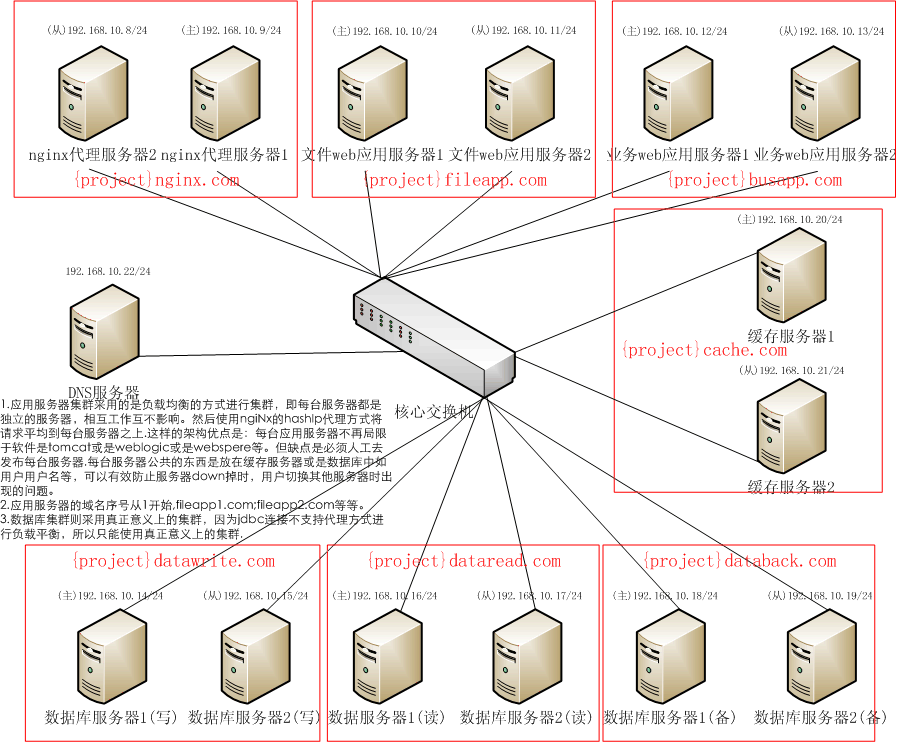 (从)192.168.10.8/24 (主)192.168.10.9/24 (主)192.168.10.10/24 (从)192.168.10.11/24 (主)192.168.10.12/24 (从)192.168.10.13/24
nginx代理服务器2 nginx代理服务器1 文件web应用服务器1 文件web应用服务器2 业务web应用服务器1 业务web应用服务器2
{project}nginx.com {project}fileapp.com {project}busapp.com
(主)192.168.10.20/24
192.168.10.22/24
缓存服务器1
{project}cache.com
(从)192.168.10.21/24
DNS服务器
核心交换机
缓存服务器2
1.应用服务器集群采用的是负载均衡的方式进行集群，即每台服务器都是
独立的服务器，相互工作互不影响。然后使用ngiNx的hashIp代理方式将
请求平均到每台服务器之上.这样的架构优点是：每台应用服务器不再局限
于软件是tomcat或是weblogic或是webspere等。但缺点是必须人工去
发布每台服务器.每台服务器公共的东西是放在缓存服务器或是数据库中如
用户用户名等，可以有效防止服务器down掉时，用户切换其他服务器时出
现的问题。
2.应用服务器的域名序号从1开始,fileapp1.com;fileapp2.com等等。
3.数据库集群则采用真正意义上的集群，因为jdbc连接不支持代理方式进
行负载平衡，所以只能使用真正意义上的集群.
{project}datawrite.com {project}dataread.com {project}databack.com
(主)192.168.10.14/24 (从)192.168.10.15/24 (主)192.168.10.16/24 (从)192.168.10.17/24 (主)192.168.10.18/24 (从)192.168.10.19/24
数据库服务器1(写) 数据库服务器2(写) 数据服务器1(读) 数据库服务器2(读) 数据库服务器1(备) 数据库服务器2(备)